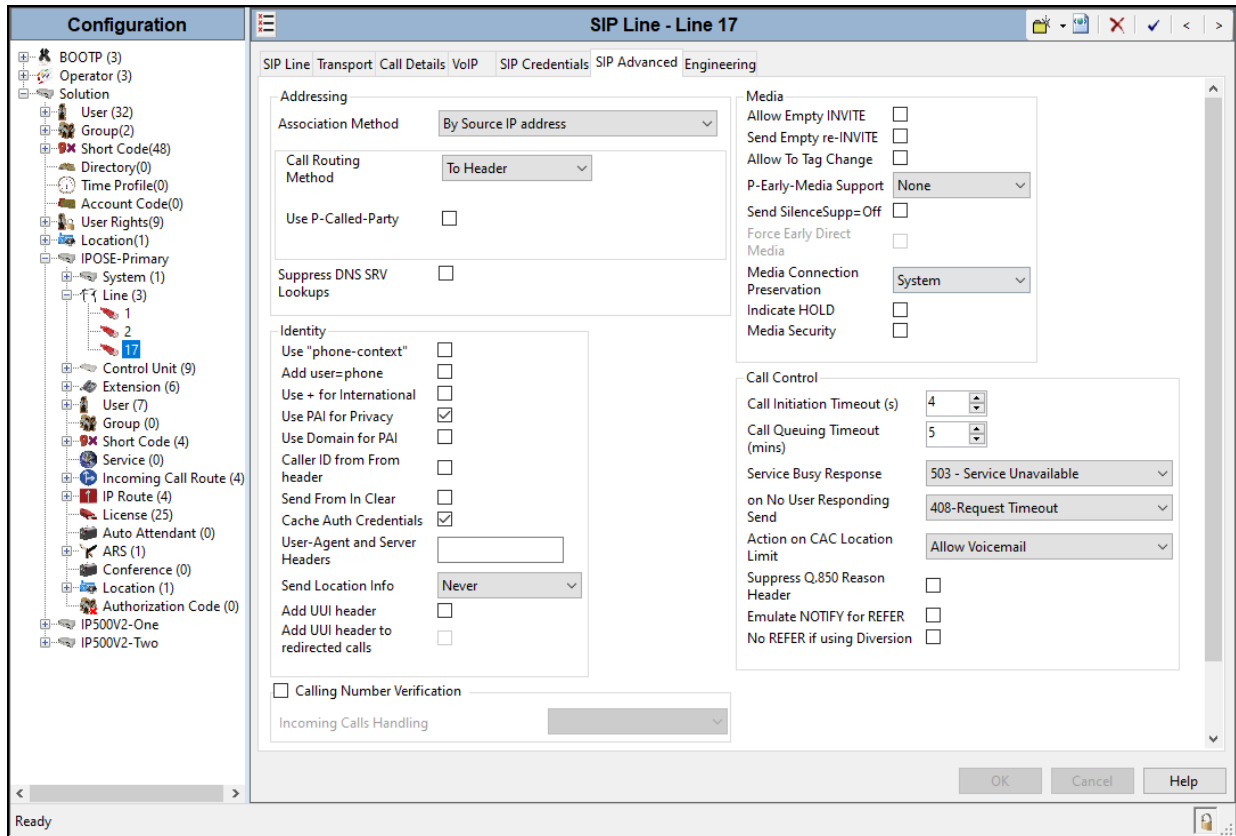 Configuration
BOOTP (3)
Operator (3)
Solution
User (32)
Group(2)
Short Code(48)
Directory(0)
Time Profile(0)
Account Code(0)
User Rights(9)
Location(1)
IPOSE-Primary
System (1)
Line (3)
1
2
17
Control Unit (9)
Extension (6)
User (7)
Group (0)
Short Code (4)
Service (0)
Incoming Call Route (4)
IP Route (4)
License (25)
Auto Attendant (0)
ARS (1)
Conference (0)
Location (1)
Authorization Code (0)
IP500V2-One
IP500V2-Two
SIP Line - Line 17
SIP Line Transport Call Details VoIP SIP Credentials SIP Advanced Engineering
Addressing
Association Method By Source IP address
Call Routing
Method
To Header
Use P-Called-Party
Suppress DNS SRV
Lookups
Identity
Use "phone-context"
Add user=phone
Use + for International
Use PAI for Privacy
Use Domain for PAI
Caller ID from From
header
Send From In Clear
Cache Auth Credentials
User-Agent and Server
Headers
Send Location Info Never
Add UUI header
Add UUI header to
redirected calls
Calling Number Verification
Incoming Calls Handling
Media
Allow Empty INVITE
Send Empty re-INVITE
Allow To Tag Change
P-Early-Media Support None
Send SilenceSupp=Off
Force Early Direct
Media
Media Connection
Preservation
System
Indicate HOLD
Media Security
Call Control
Call Initiation Timeout (s) 4
Call Queuing Timeout
(mins)
5
Service Busy Response 503 - Service Unavailable
on No User Responding
Send
408-Request Timeout
Action on CAC Location
Limit
Allow Voicemail
Suppress Q.850 Reason
Header
Emulate NOTIFY for REFER
No REFER if using Diversion
OK Cancel Help
Ready